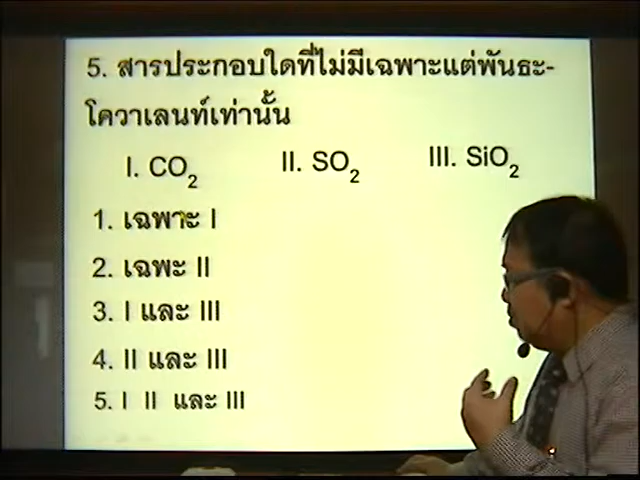 5. สารประกอบใดที่ไม่มีเฉพาะแต่พันธะ-
โควาเลนท์เท่านั้น
I. CO2 II. SO2 III. SiO2
1. เฉพาะ I
2. เฉพะ II
3. I และ III
4. II และ III
5. I II และ III